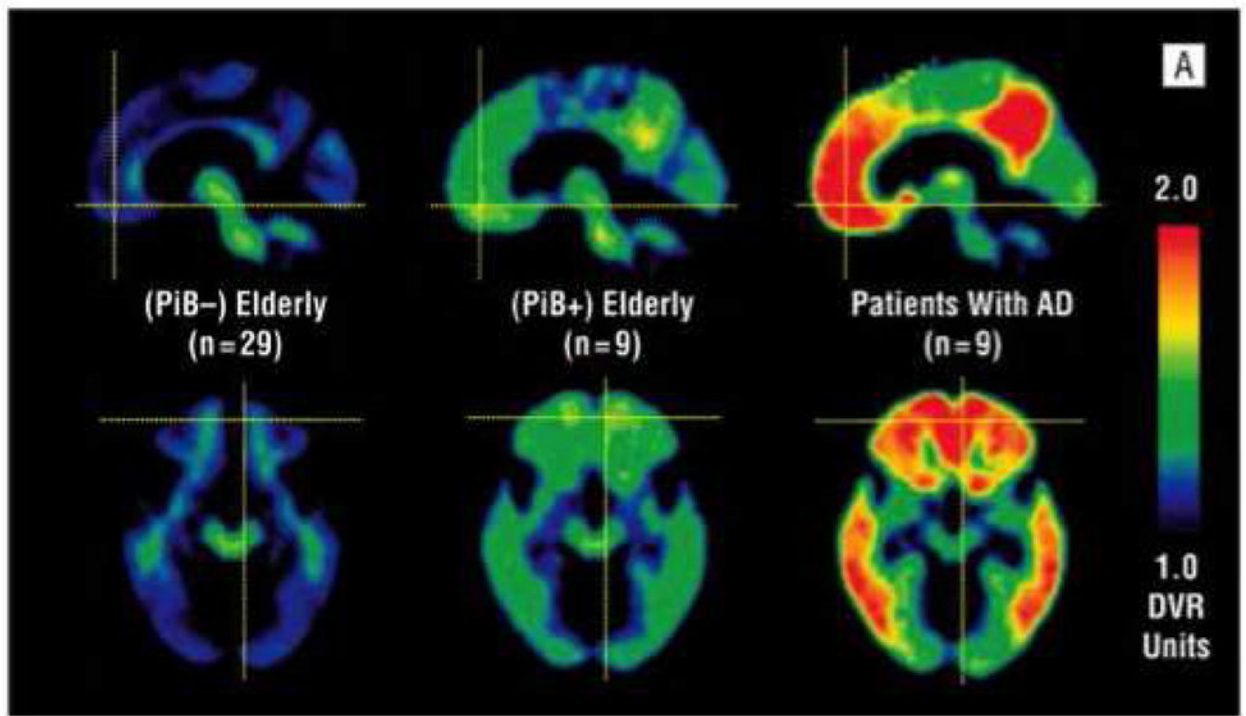 A
(PiB–) Elderly
(n=29)
(PiB+) Elderly
(n=9)
Patients With AD
(n=9)
2.0
1.0
DVR
Units